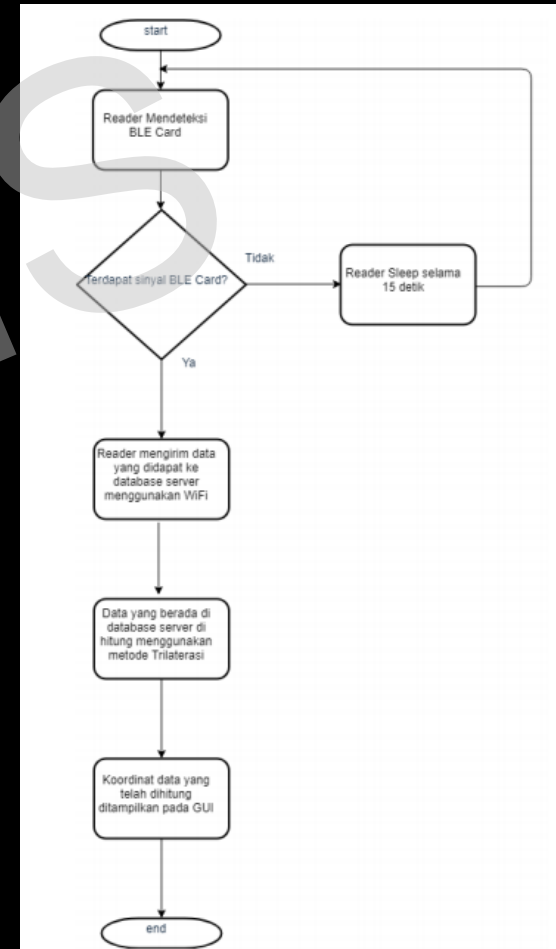 start
Reader Mendeteksi
BLE Card
Terdapat sinyal BLE Card?
Tidak
Reader Sleep selama
15 detik
Ya
Reader mengirim data
yang didapat ke
database server
menggunakan WiFi
Data yang berada di
database server di
hitung menggunakan
metode Trilaterasi
Koordinat data yang
telah dihitung
ditampilkan pada GUI
end